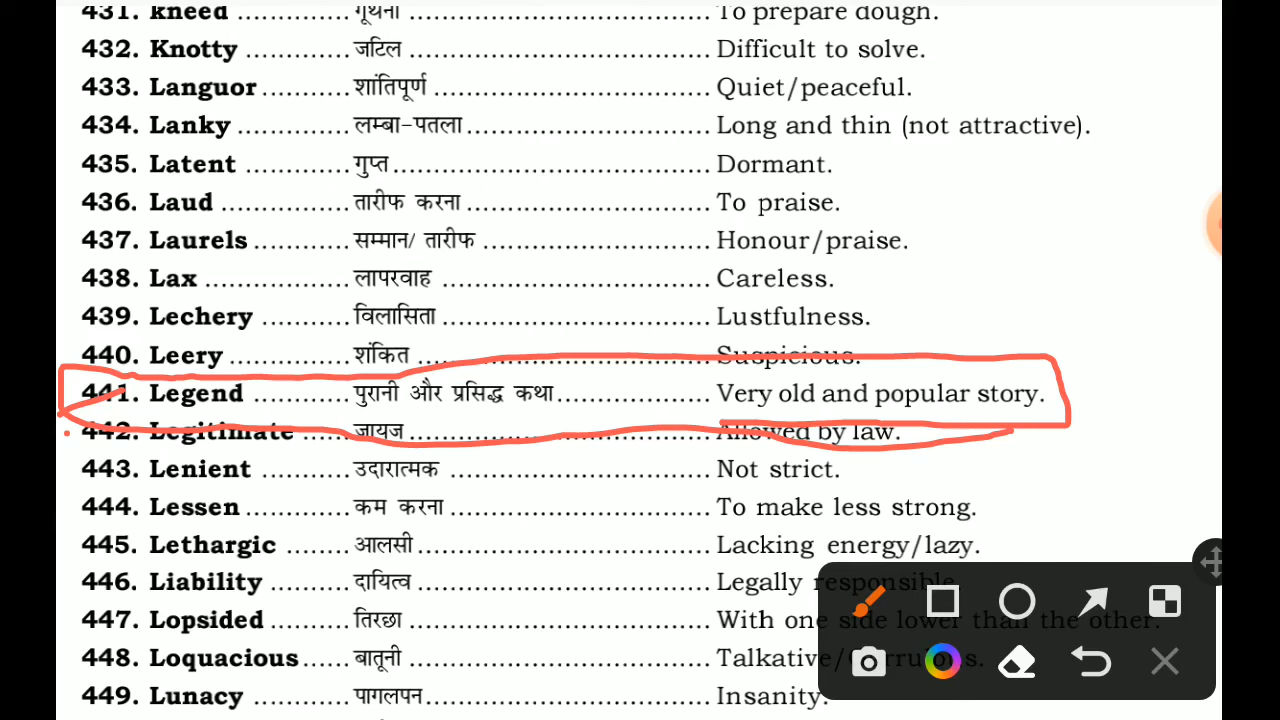 431. kneed ............ गूंथना ........................................ To prepare dough.
432. Knotty ............ जटिल ........................................ Difficult to solve.
433. Languor ........... शांतिपूर्ण ..................................... Quiet/peaceful.
434. Lanky ............. लम्बा-पतला ................................... Long and thin (not attractive).
435. Latent ............ गुप्त .......................................... Dormant.
436. Laud ............... तारीफ करना .................................. To praise.
437. Laurels ........... सम्मान/ तारीफ ................................ Honour/praise.
438. Lax ................. लापरवाह ..................................... Careless.
439. Lechery .......... विलासिता ..................................... Lustfulness.
440. Leery .............. शंकित ........................................ Suspicious.
441. Legend ........... पुरानी और प्रसिद्ध कथा ...................... Very old and popular story.
442. Legitimate ...... जायज ......................................... Allowed by law.
443. Lenient ........... उदारात्मक .................................... Not strict.
444. Lessen ............ कम करना .................................... To make less strong.
445. Lethargic ........ आलसी ........................................ Lacking energy/lazy.
446. Liability .......... दायित्व ........................................ Legally responsible.
447. Lopsided ......... तिरछा ......................................... With one side lower than the other.
448. Loquacious ..... बातूनी ......................................... Talkative/
449. Lunacy ............ पागलपन ...................................... Insanity.